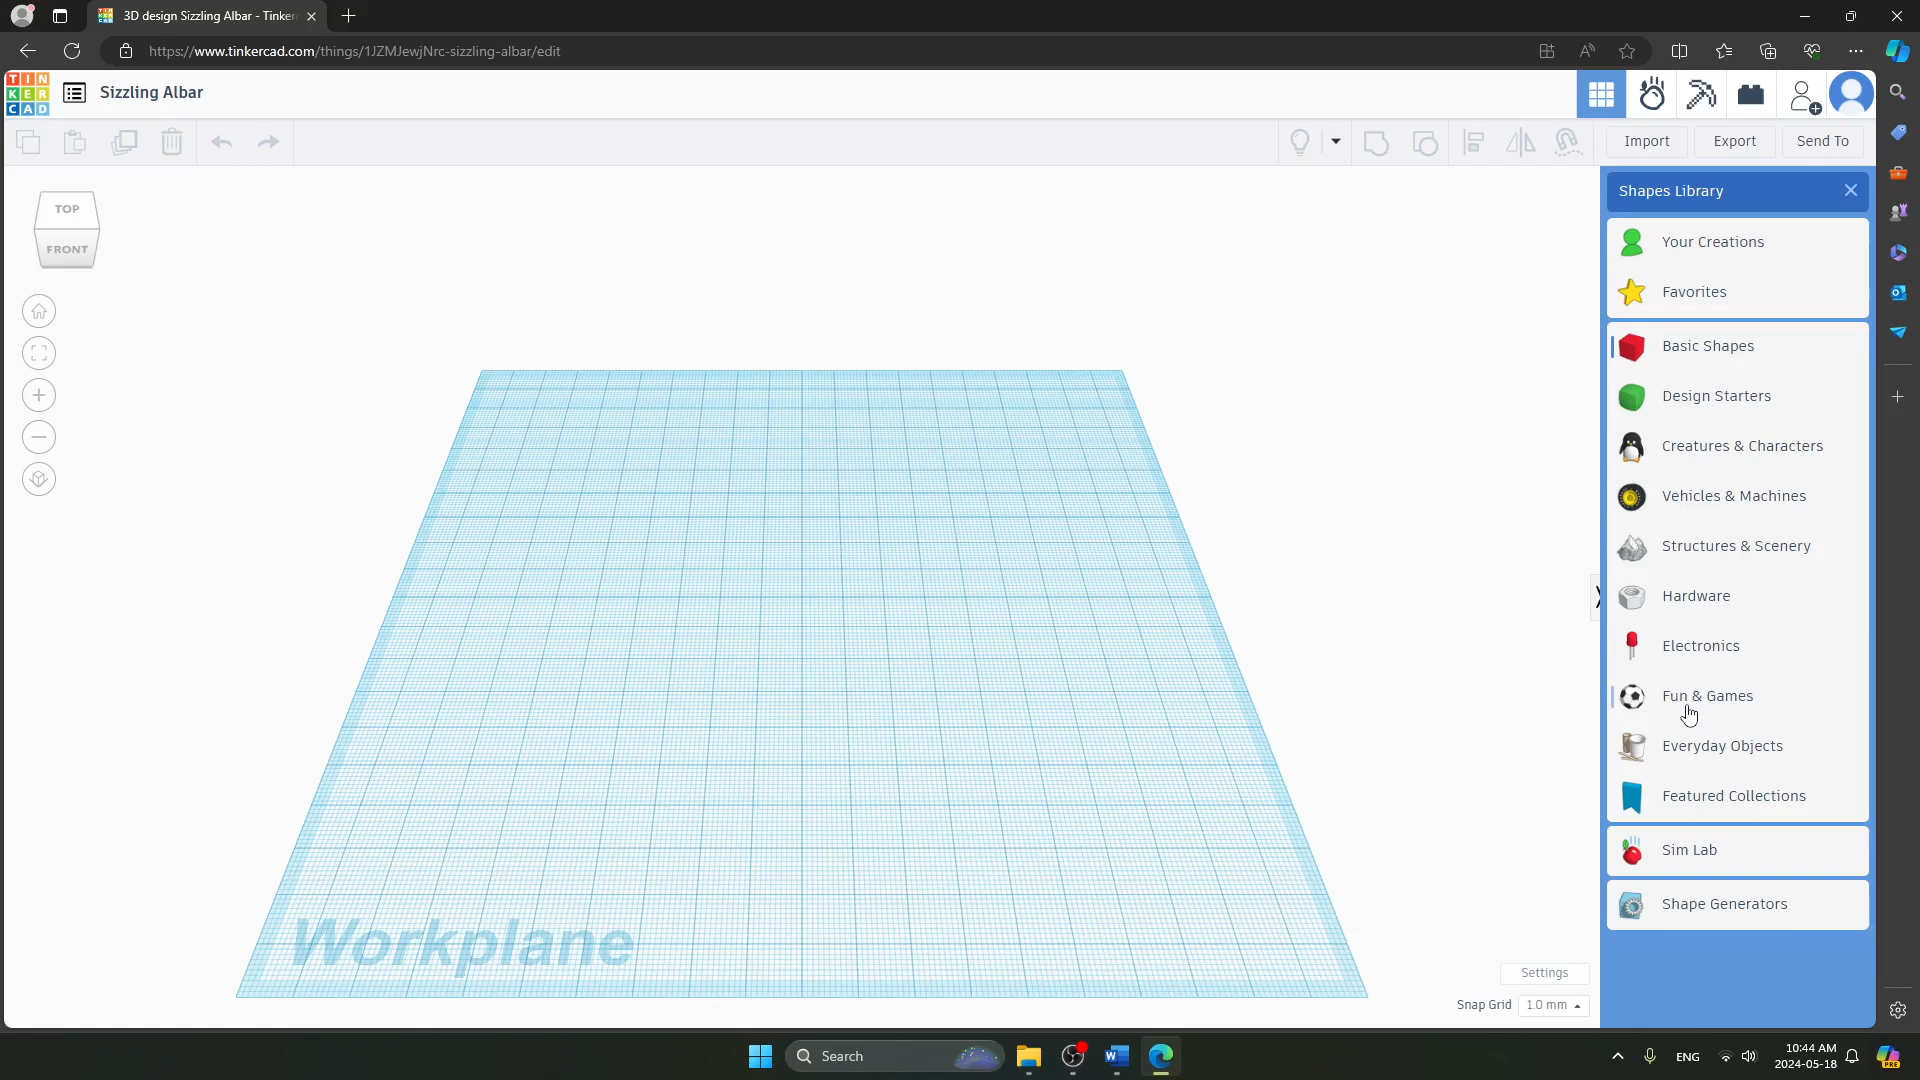 3D design Sizzling Albar - Tinker
https://www.tinkercad.com/things/1JZMJewjNrc-sizzling-albar/edit
TIN
KER
CAD
Sizzling Albar
Import
Export
Send To
TOP
FRONT
Shapes Library
Your Creations
Favorites
Basic Shapes
Design Starters
Creatures & Characters
Vehicles & Machines
Structures & Scenery
Hardware
Electronics
Fun & Games
Everyday Objects
Featured Collections
Sim Lab
Shape Generators
Workplane
Settings
Snap Grid 1.0 mm
Search
W
ENG
10:44 AM
2024-05-18
PRE